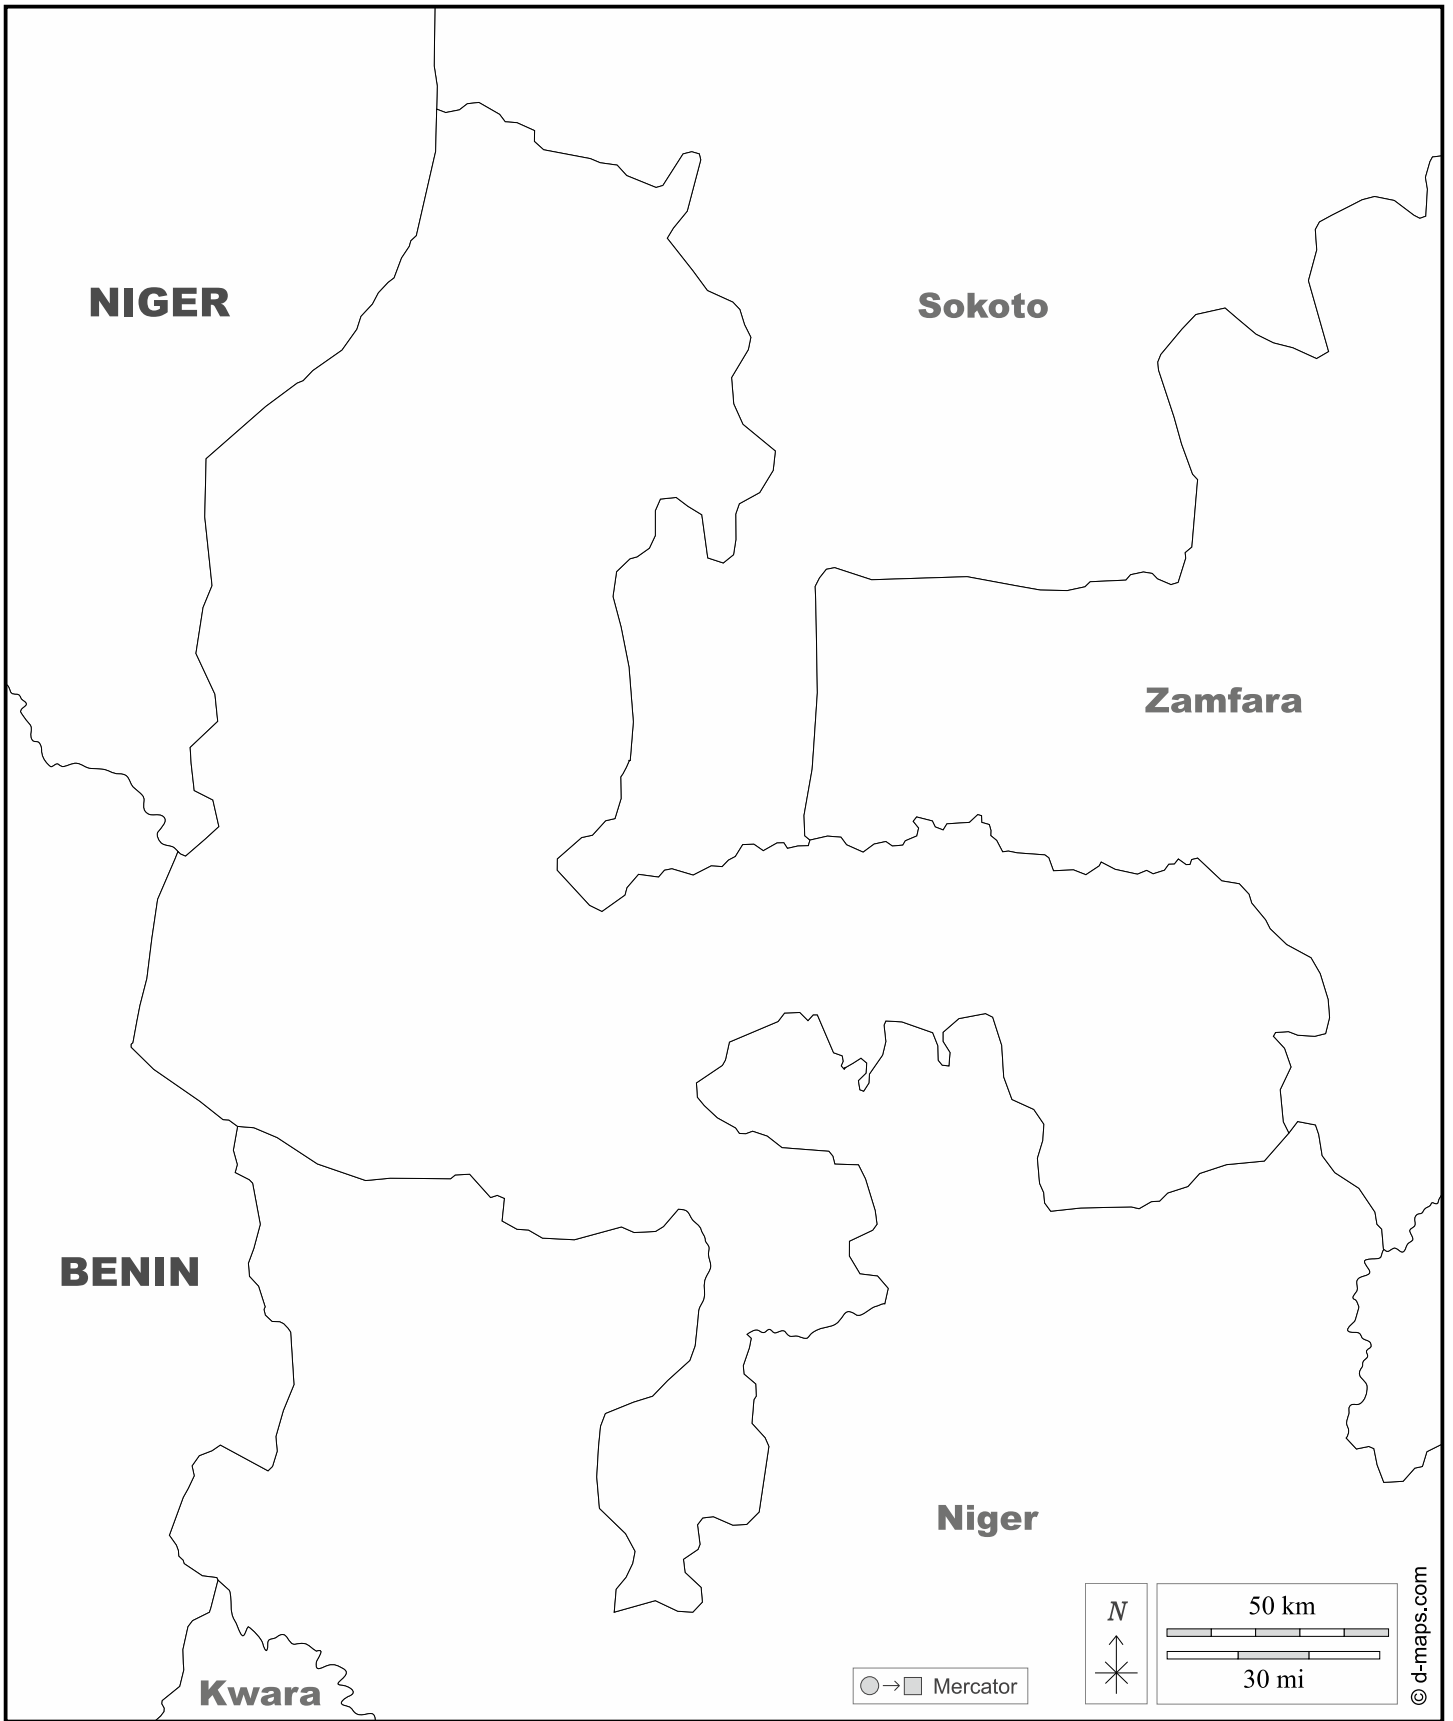 NIGER
Sokoto
Zamfara
BENIN
Niger
Kwara
Mercator
N
50 km
30 mi
© d-maps.com